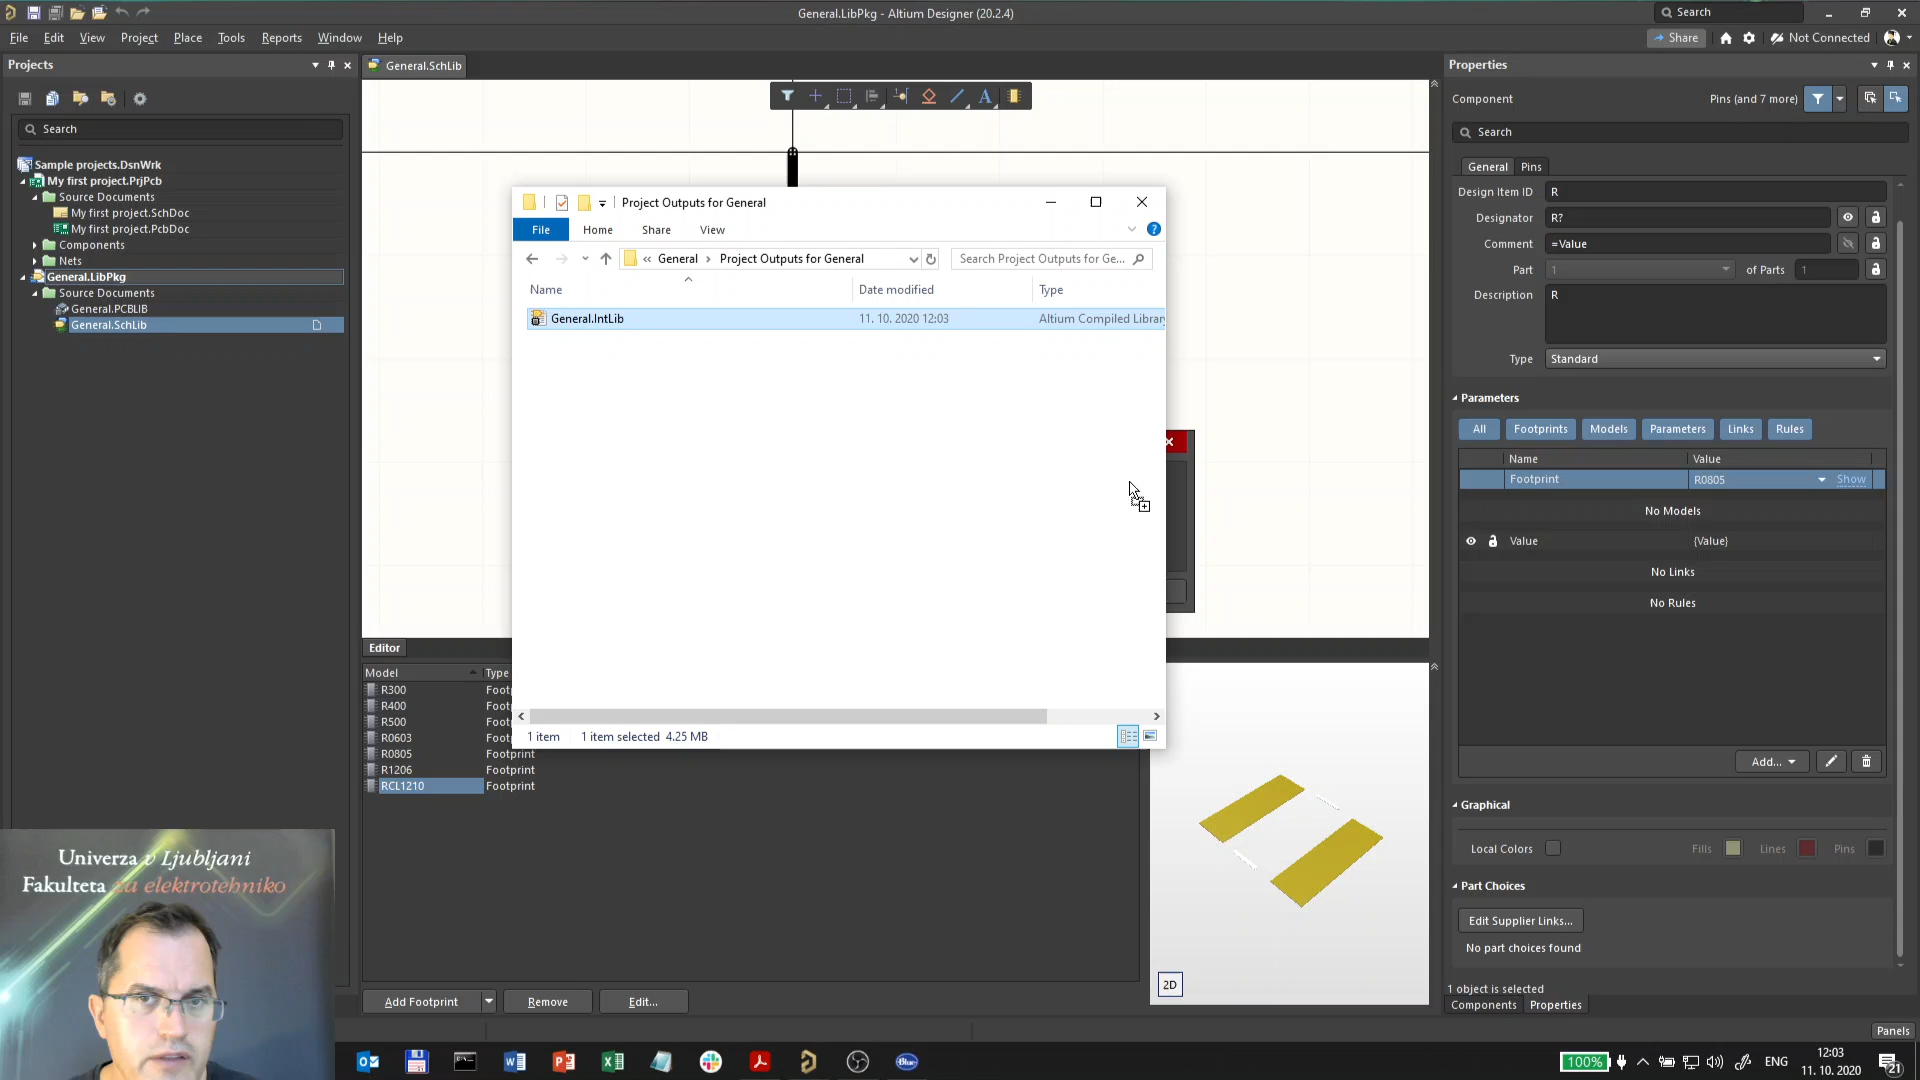 General.LibPkg - Altium Designer (20.2.4)
Search
File Edit View Project Place Tools Reports Window Help
Share
Not Connected
Projects
General.SchLib
Properties
Component
Pins (and 7 more)
Search
Search
General Pins
Sample projects.DsnWrk
My first project.PrjPcb
Source Documents
My first project.SchDoc
My first project.PcbDoc
Components
Nets
General.LibPkg
Source Documents
General.PCBLIB
General.SchLib
Project Outputs for General
File Home Share View
« General › Project Outputs for General
Search Project Outputs for Ge...
Name Date modified Type
General.IntLib 11. 10. 2020 12:03 Altium Compiled Library
1 item 1 item selected 4.25 MB
Design Item ID R
Designator R?
Comment =Value
Part 1 of Parts 1
Description R
Type Standard
Parameters
All Footprints Models Parameters Links Rules
Name Value
Footprint R0805 Show
No Models
Value {Value}
No Links
No Rules
Add...
Graphical
Local Colors Fills Lines Pins
Part Choices
Edit Supplier Links...
No part choices found
1 object is selected
Components Properties
Panels
Editor
Model Type
R300 Foot
R400 Foot
R500 Foot
R0603 Foot
R0805 Footprint
R1206 Footprint
RCL1210 Footprint
2D
Add Footprint Remove Edit...
Univerza v Ljubljani
Fakulteta za elektrotehniko
100%
ENG
12:03
11. 10. 2020
21
Blue